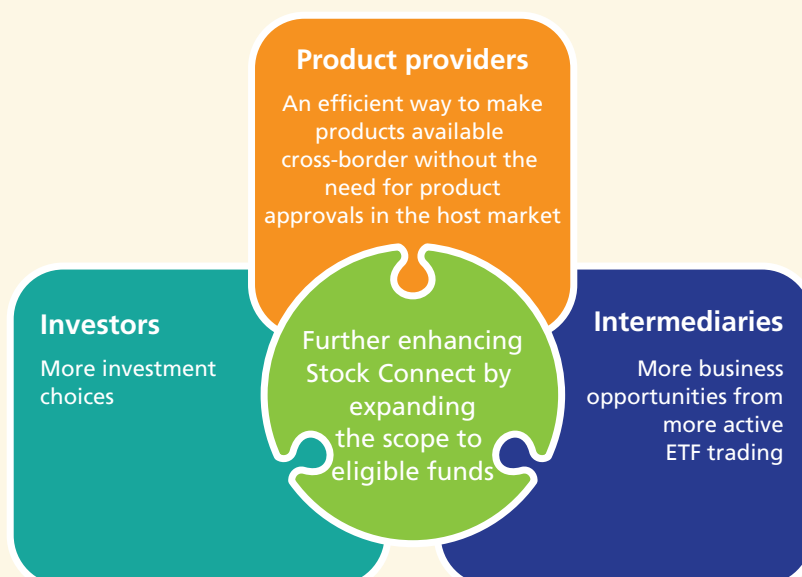 Product providers
An efficient way to make
products available
cross-border without the
need for product
approvals in the host market
Investors
More investment
choices
Further enhancing
Stock Connect by
expanding
the scope to
eligible funds
Intermediaries
More business
opportunities from
more active
ETF trading